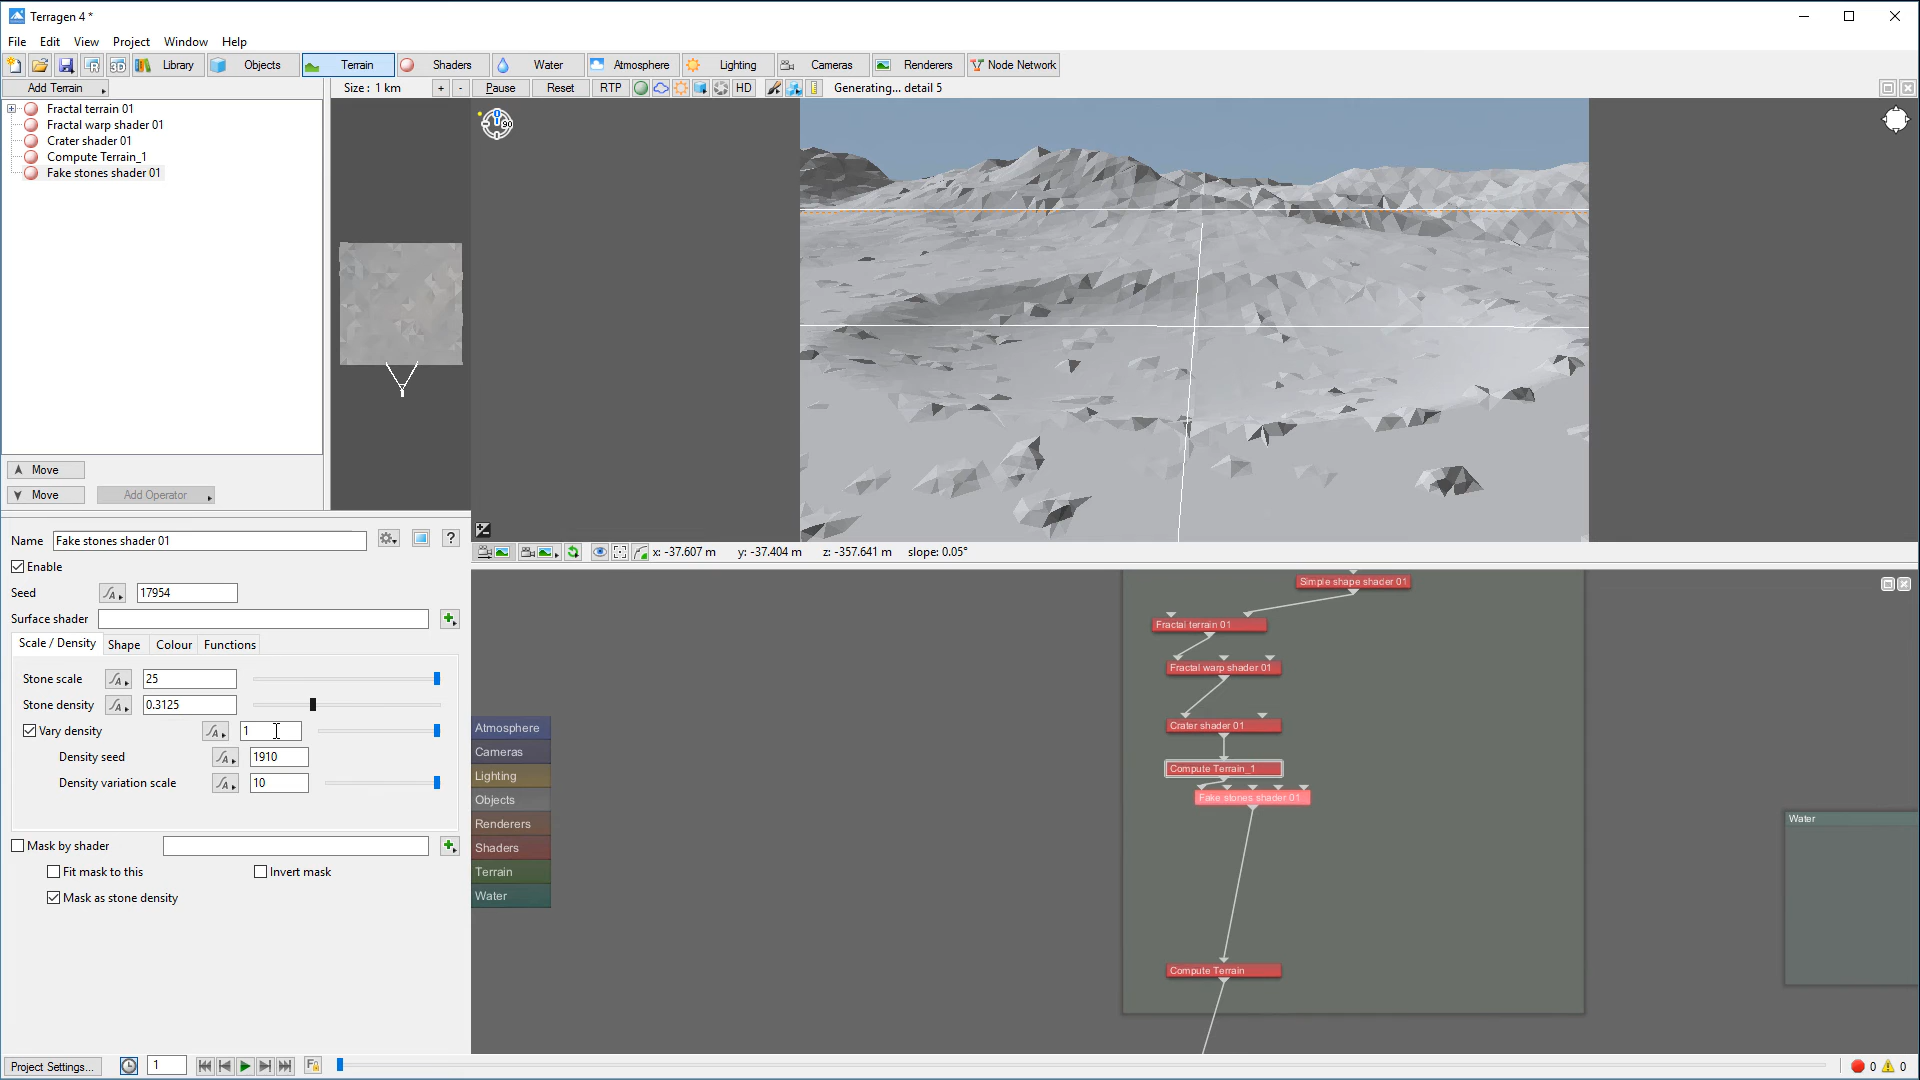 Terragen 4 *
File Edit View Project Window Help
Library Objects Terrain Shaders Water Atmosphere Lighting Cameras Renderers Node Network
Add Terrain
Size : 1 km + - Pause Reset RTP HD Generating... detail 5
Fractal terrain 01
Fractal warp shader 01
Crater shader 01
Compute Terrain_1
Fake stones shader 01
Move
Move Add Operator
Name Fake stones shader 01 ?
x: -37.607 m y: -37.404 m z: -357.641 m slope: 0.05°
Enable
Seed 17954
Surface shader
Scale / Density Shape Colour Functions
Stone scale 25
Stone density 0.3125
Vary density 1
Density seed 1910
Density variation scale 10
Mask by shader
Fit mask to this Invert mask
Mask as stone density
Atmosphere
Cameras
Lighting
Objects
Renderers
Shaders
Terrain
Water
Simple shape shader 01
Fractal terrain 01
Fractal warp shader 01
Crater shader 01
Compute Terrain_1
Fake stones shader 01
Compute Terrain
Water
Project Settings... 1 0 0